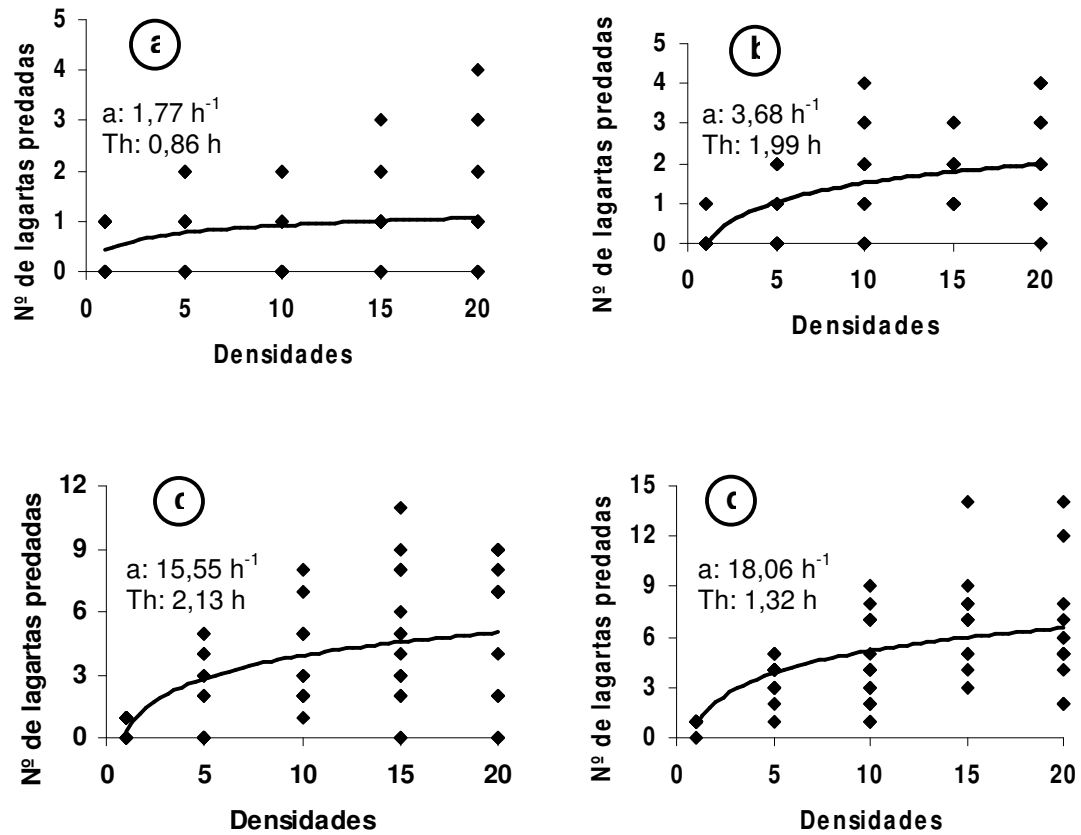 a
Nº de lagartas predadas
5
4
3
2
1
0
a: 1,77 h⁻¹
Th: 0,86 h
0 5 10 15 20
Densidades
b
Nº de lagartas predadas
5
4
3
2
1
0
a: 3,68 h⁻¹
Th: 1,99 h
0 5 10 15 20
Densidades
Nº de lagartas predadas
12
9
6
3
0
a: 15,55 h⁻¹
Th: 2,13 h
0 5 10 15 20
Densidades
Nº de lagartas predadas
15
12
9
6
3
0
a: 18,06 h⁻¹
Th: 1,32 h
0 5 10 15 20
Densidades